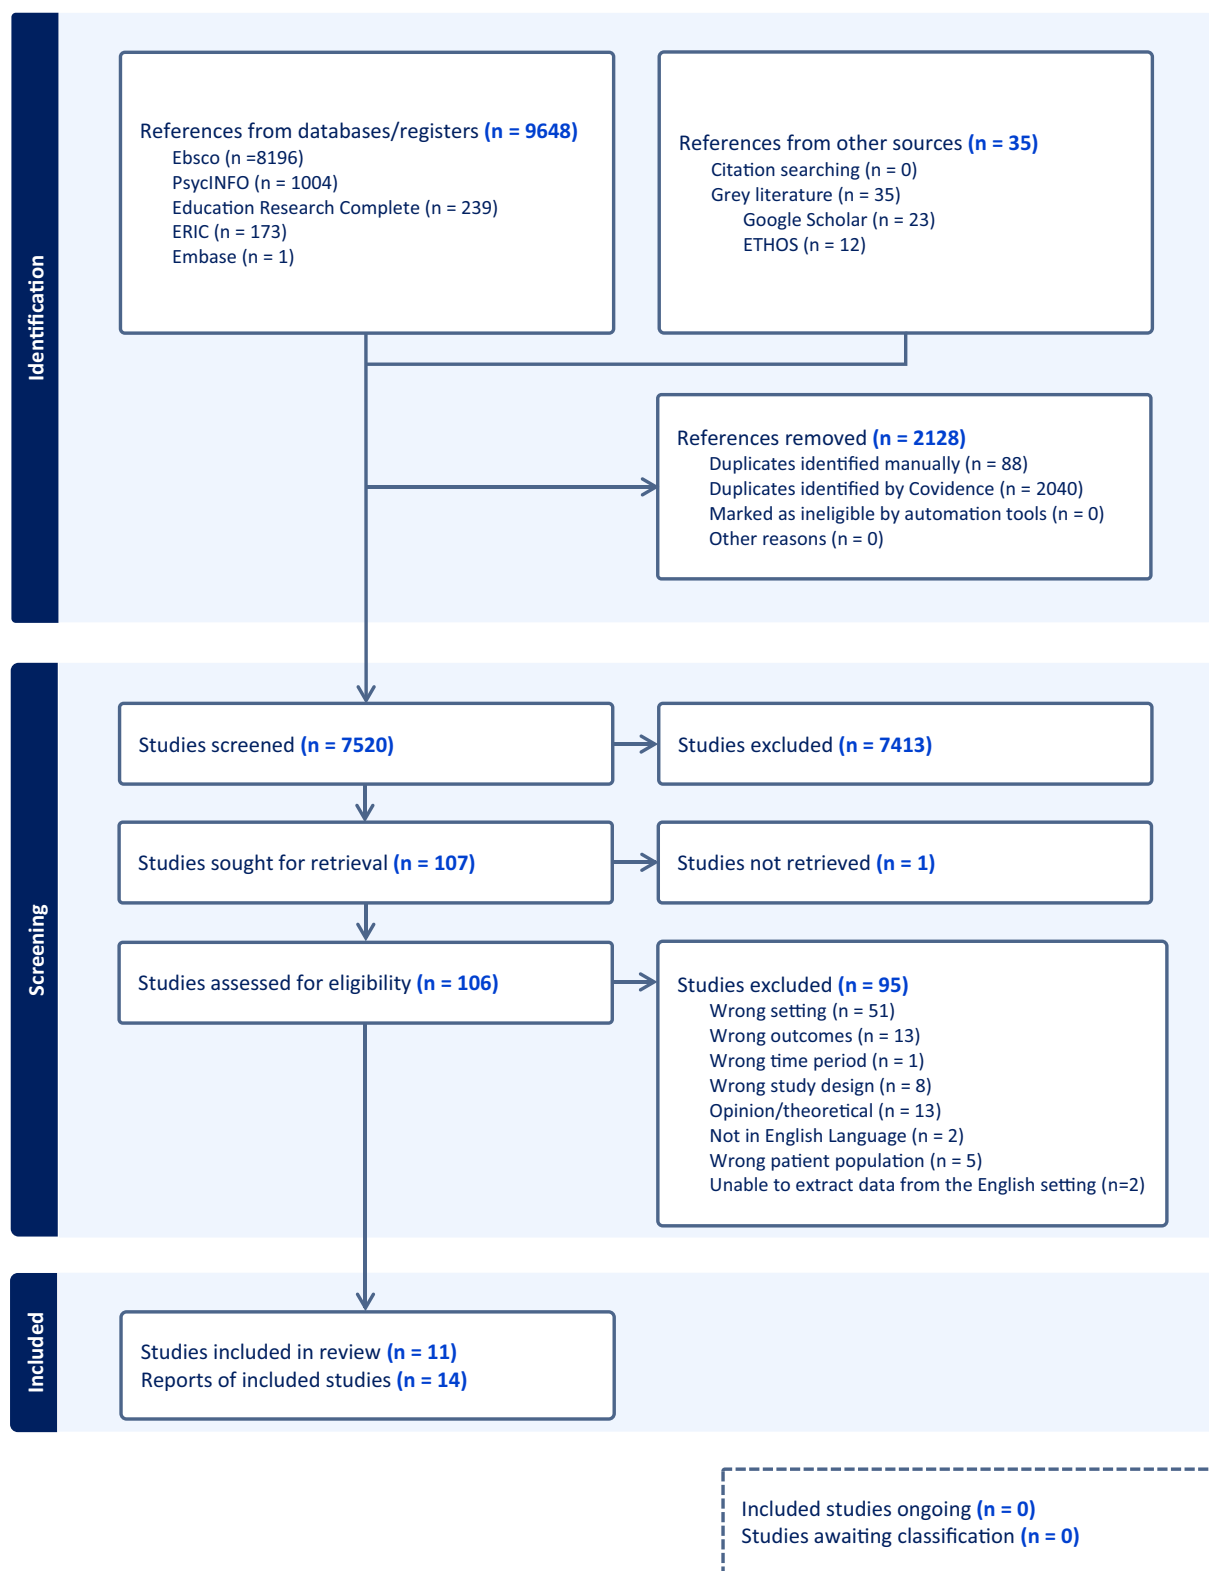 Identification
References from databases/registers (n = 9648)
Ebsco (n =8196)
PsycINFO (n = 1004)
Education Research Complete (n = 239)
ERIC (n = 173)
Embase (n = 1)
References from other sources (n = 35)
Citation searching (n = 0)
Grey literature (n = 35)
Google Scholar (n = 23)
ETHOS (n = 12)
References removed (n = 2128)
Duplicates identified manually (n = 88)
Duplicates identified by Covidence (n = 2040)
Marked as ineligible by automation tools (n = 0)
Other reasons (n = 0)
Screening
Studies screened (n = 7520)
Studies excluded (n = 7413)
Studies sought for retrieval (n = 107)
Studies not retrieved (n = 1)
Studies assessed for eligibility (n = 106)
Studies excluded (n = 95)
Wrong setting (n = 51)
Wrong outcomes (n = 13)
Wrong time period (n = 1)
Wrong study design (n = 8)
Opinion/theoretical (n = 13)
Not in English Language (n = 2)
Wrong patient population (n = 5)
Unable to extract data from the English setting (n=2)
Included
Studies included in review (n = 11)
Reports of included studies (n = 14)
Included studies ongoing (n = 0)
Studies awaiting classification (n = 0)